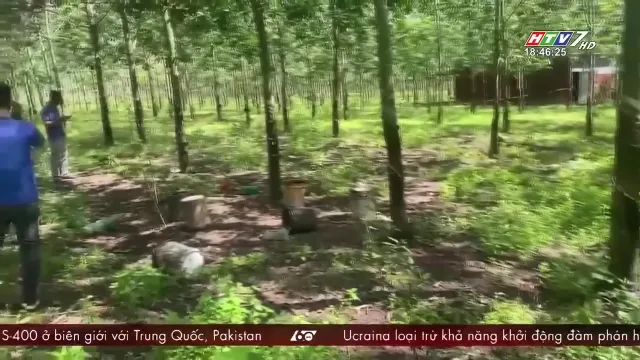 HTV7 HD
18:46:25
S-400 ở biên giới với Trung Quốc, Pakistan 60 Ucraina loại trừ khả năng khởi động đàm phán h